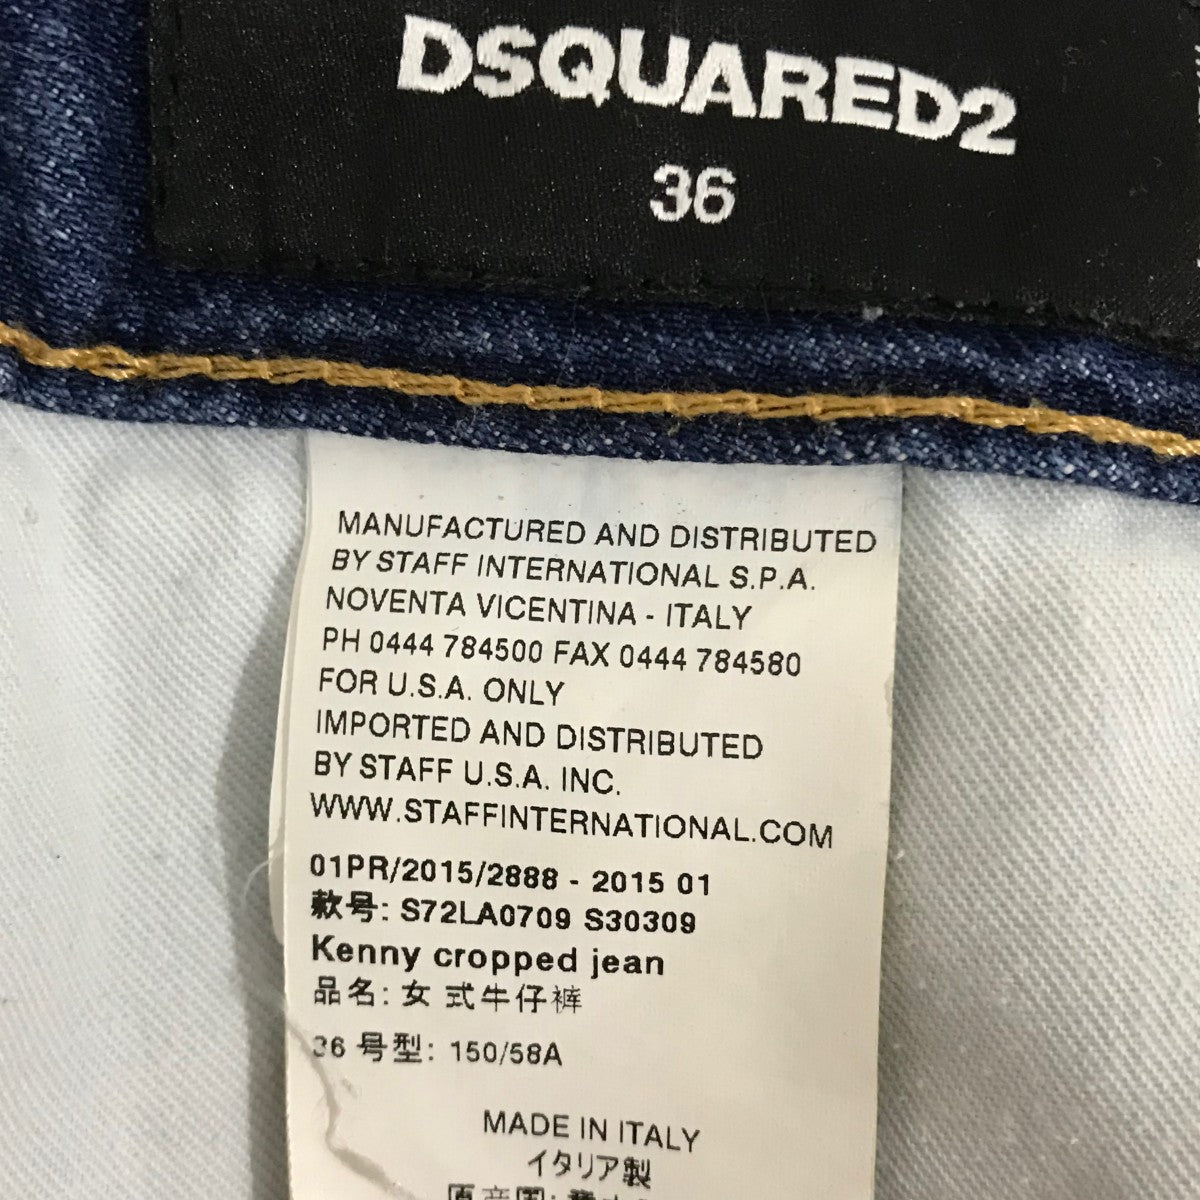 DSQUARED2
36
MANUFACTURED AND DISTRIBUTED
BY STAFF INTERNATIONAL S.P.A.
NOVENTA VICENTINA - ITALY
PH 0444 784500 FAX 0444 784580
FOR U.S.A. ONLY
IMPORTED AND DISTRIBUTED
BY STAFF U.S.A. INC.
WWW.STAFFINTERNATIONAL.COM
01PR/2015/2888 - 2015 01
款号: S72LA0709 S30309
Kenny cropped jean
品名: 女 式牛仔裤
36 号型: 150/58A
MADE IN ITALY
イタリア製